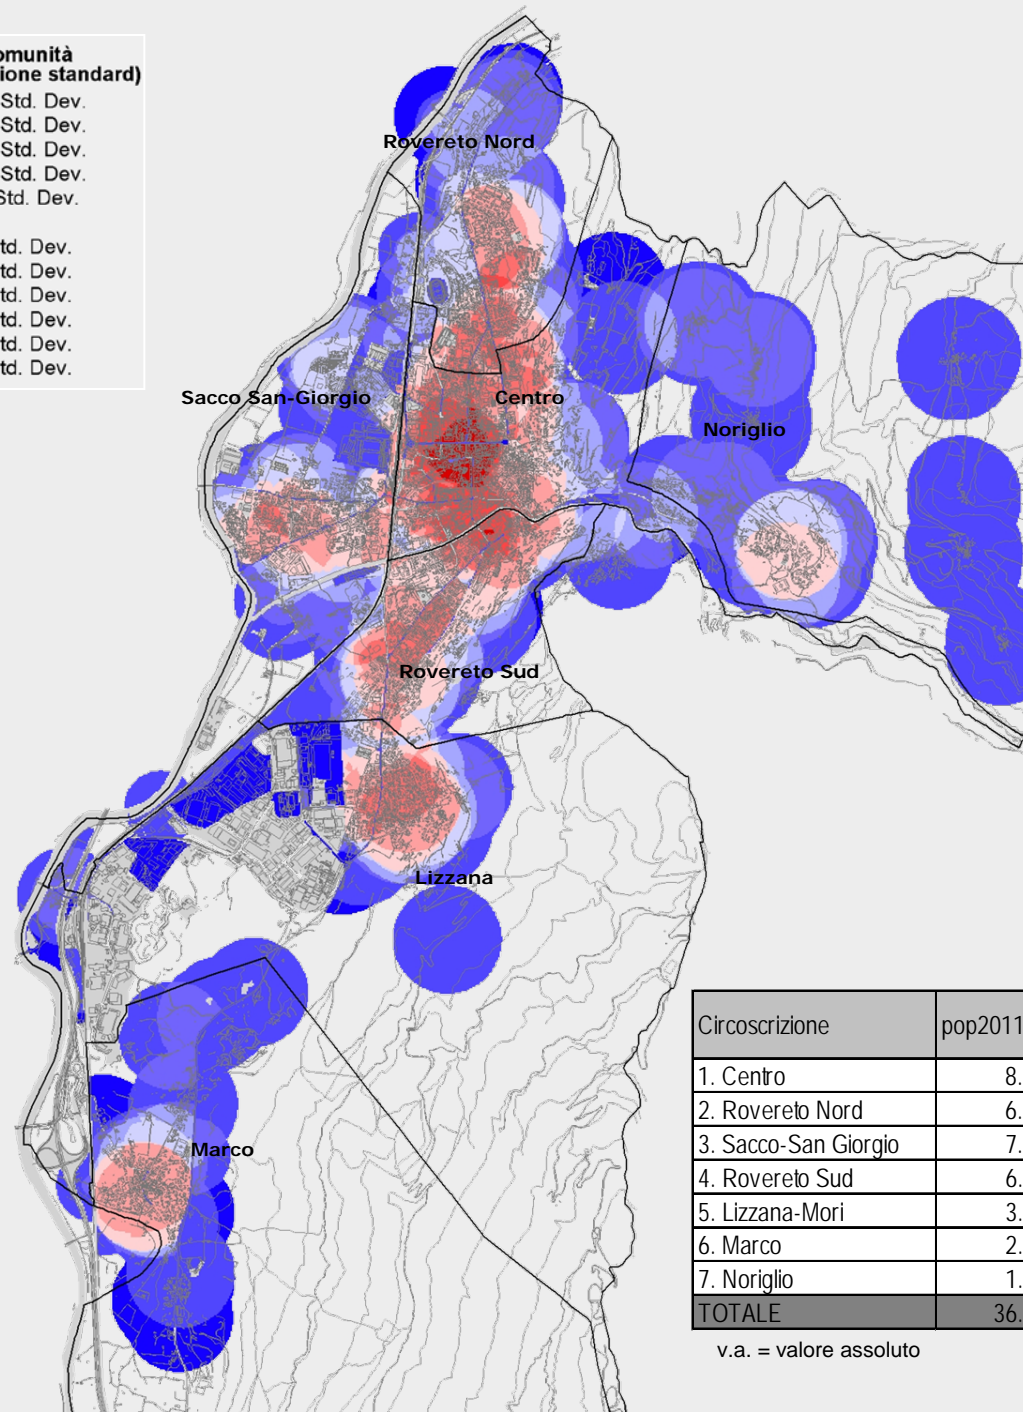 omunità
ione standard)
Std. Dev.
Std. Dev.
Std. Dev.
Std. Dev.
Std. Dev.
td. Dev.
td. Dev.
td. Dev.
td. Dev.
td. Dev.
td. Dev.
Rovereto Nord
Sacco San-Giorgio
Centro
Noriglio
Rovereto Sud
Lizzana
Marco
Circoscrizione pop2011
1. Centro 8.
2. Rovereto Nord 6.
3. Sacco-San Giorgio 7.
4. Rovereto Sud 6.
5. Lizzana-Mori 3.
6. Marco 2.
7. Noriglio 1.
TOTALE 36.
v.a. = valore assoluto